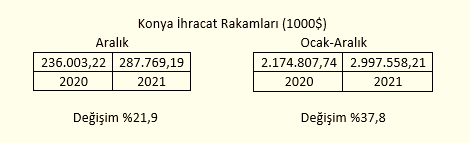 Konya İhracat Rakamları (1000$)
Aralık
Ocak-Aralık
236.003,22 287.769,19
2.174.807,74 2.997.558,21
2020 2021
2020 2021
Değişim %21,9
Değişim %37,8